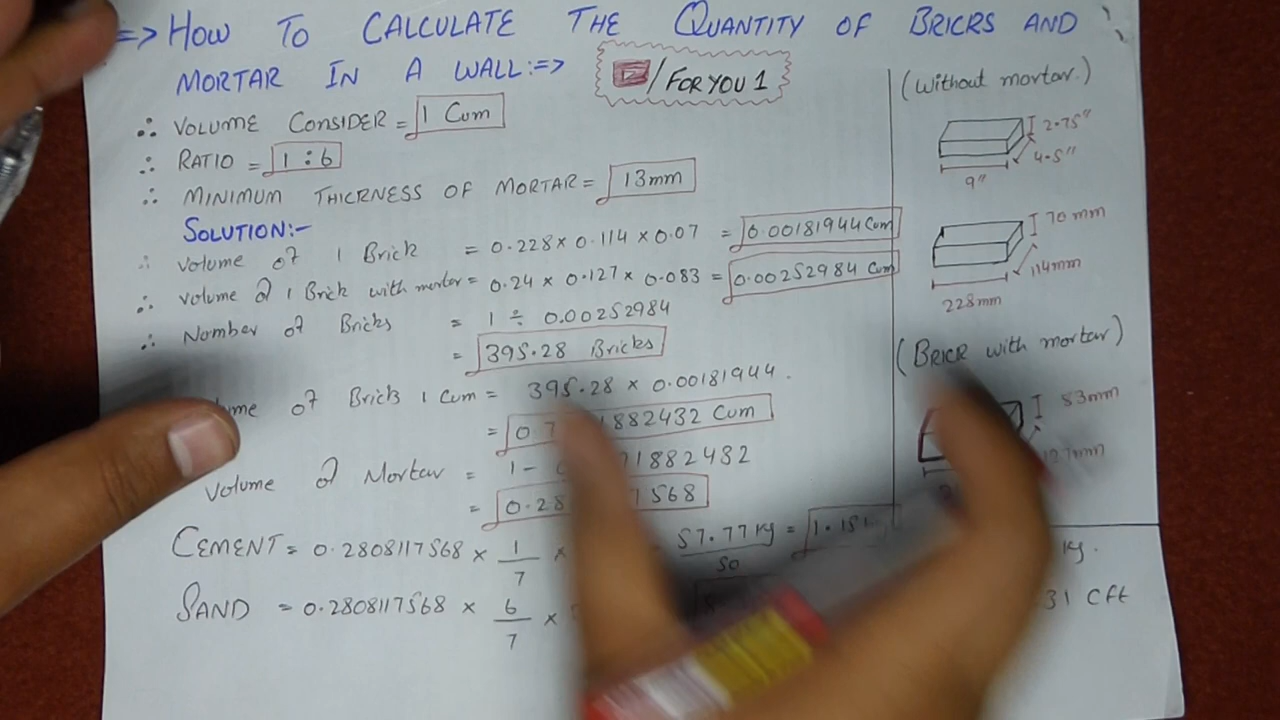 => HOW TO CALCULATE THE QUANTITY OF BRICKS AND
MORTAR IN A WALL:=>
/FOR YOU 1
∴ VOLUME CONSIDER = 1 Cum
∴ RATIO = 1 : 6
∴ MINIMUM THICKNESS OF MORTAR = 13mm
SOLUTION:-
∴ Volume of 1 Brick = 0.228 x 0.114 x 0.07 = 0.00181944 Cum
∴ Volume of 1 Brick with mortar = 0.24 x 0.127 x 0.083 = 0.00252984 Cum
∴ Number of Bricks = 1 ÷ 0.00252984
= 395.28 Bricks
of Brick 1 Cum = 395.28 x 0.00181944.
882432 Cum
Volume of Mortar = 1 -
=
CEMENT = 0.2808117568 x 1/7 x 57.77 Kg/50 =
SAND = 0.2808117568 x 6/7 x
(Without mortar.)
2.75"
4.5"
9"
70 mm
114mm
228mm
(BRICK with mortar)
83mm
Kg.
31 Cft